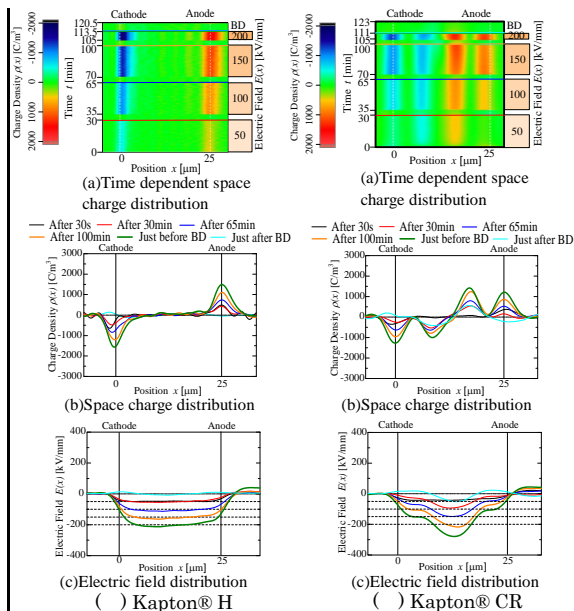 Cathode Anode
BD
120.5
113
111
105
100
70
65
35
30
0
200
150
100
50
-2000
-1000
0
1000
2000
Charge Density ρ(x) [C/m³]
Time t [min]
Electric Field E(x) [kV/mm]
0 25
Position x [μm]
(a)Time dependent space
charge distribution
After 30s After 30min After 65min
After 100min Just before BD Just after BD
Cathode Anode
3000
2000
1000
0
-1000
-2000
-3000
Charge Density ρ(x) [C/m³]
0 25
Position x [μm]
(b)Space charge distribution
Cathode Anode
-400
-200
0
200
Electric Field E(x) [kV/mm]
0 25
Position x [μm]
(c)Electric field distribution
( ) Kapton® H
Cathode Anode
BD
123.5
111
108
105
100
70
65
35
30
0
200
150
100
50
-2000
-1000
0
1000
2000
Charge Density ρ(x) [C/m³]
Time t [min]
Electric Field E(x) [kV/mm]
0 25
Position x [μm]
(a)Time dependent space
charge distribution
After 30s After 30min After 65min
After 100min Just before BD Just after BD
Cathode Anode
3000
2000
1000
0
-1000
-2000
-3000
Charge Density ρ(x) [C/m³]
0 25
Position x [μm]
(b)Space charge distribution
Cathode Anode
-400
-200
0
200
Electric Field E(x) [kV/mm]
0 25
Position x [μm]
(c)Electric field distribution
( ) Kapton® CR